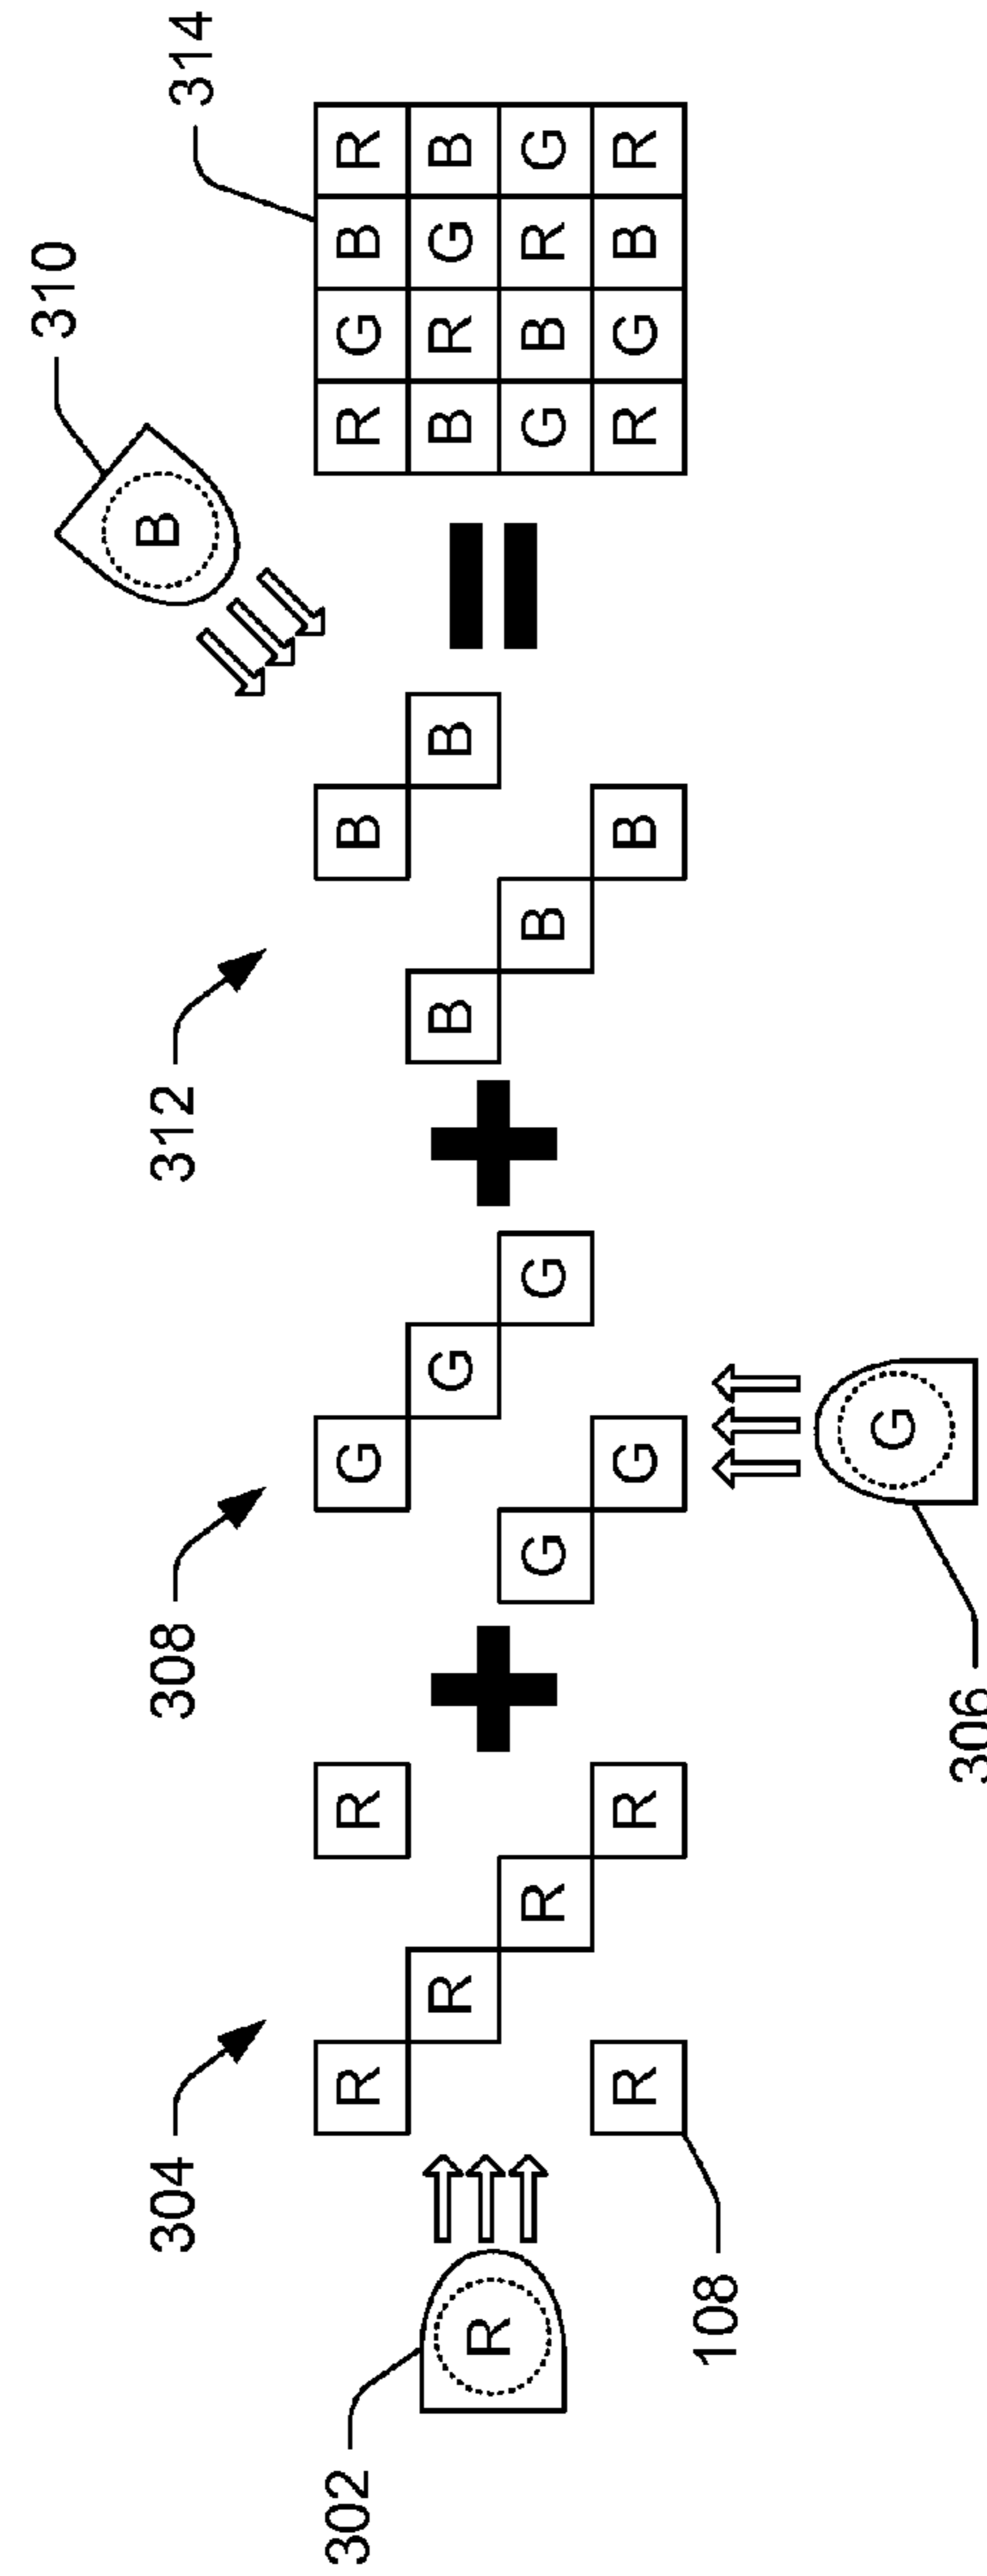 310
304 308 312 B 314
302 R R G B R G B R
R G B B B R G B
R
R G G B G B R G
R R G B R G B R
108
G
306